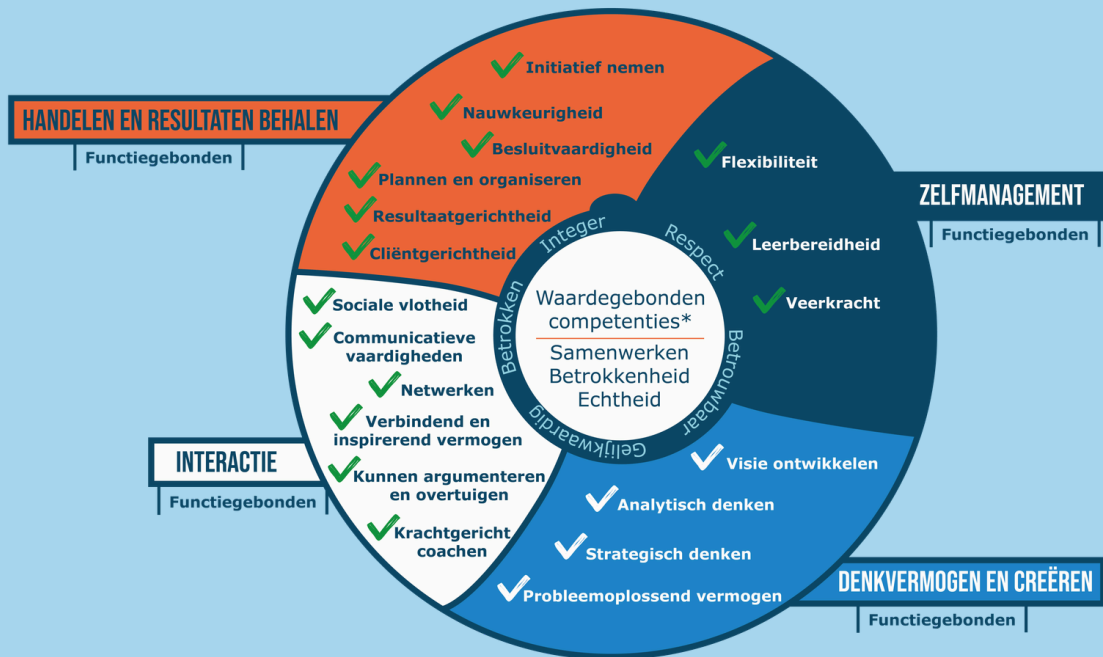 HANDELEN EN RESULTATEN BEHALEN
Functiegebonden
Initiatief nemen
Nauwkeurigheid
Besluitvaardigheid
Plannen en organiseren
Resultaatgerichtheid
Cliëntgerichtheid
ZELFMANAGEMENT
Functiegebonden
Flexibiliteit
Leerbereidheid
Veerkracht
Integer
Respect
Betrouwbaar
Gelijkwaardig
Betrokken
Waardegebonden
competenties*
Samenwerken
Betrokkenheid
Echtheid
INTERACTIE
Functiegebonden
Sociale vlotheid
Communicatieve
vaardigheden
Netwerken
Verbindend en
inspirerend vermogen
Kunnen argumenteren
en overtuigen
Krachtgericht
coachen
DENKVERMOGEN EN CREËREN
Functiegebonden
Visie ontwikkelen
Analytisch denken
Strategisch denken
Probleemoplossend vermogen